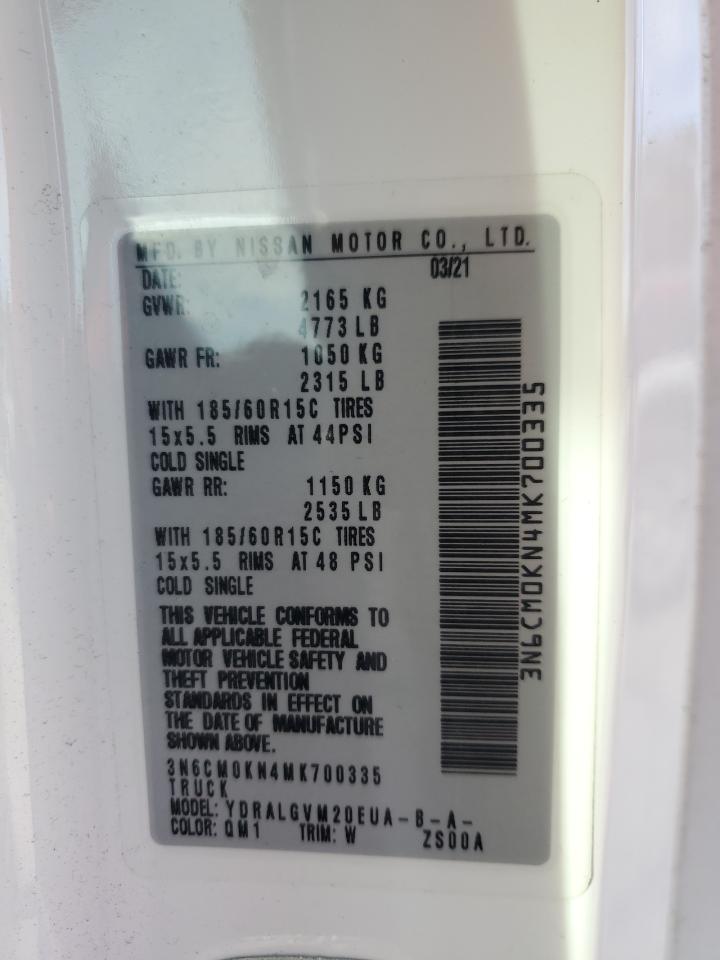 MFD. BY NISSAN MOTOR CO., LTD.
DATE: 03/21
GVWR: 2165 KG
4773 LB
GAWR FR: 1050 KG
2315 LB
WITH 185/60R15C TIRES
15x5.5 RIMS AT 44PSI
COLD SINGLE
GAWR RR: 1150 KG
2535 LB
WITH 185/60R15C TIRES
15x5.5 RIMS AT 48 PSI
COLD SINGLE
THIS VEHICLE CONFORMS TO
ALL APPLICABLE FEDERAL
MOTOR VEHICLE SAFETY AND
THEFT PREVENTION
STANDARDS IN EFFECT ON
THE DATE OF MANUFACTURE
SHOWN ABOVE.
3N6CM0KN4MK700335
TRUCK
MODEL: YDRALGVM20EUA-B-A-
COLOR: QM1 TRIM: W ZS00A
3N6CM0KN4MK700335